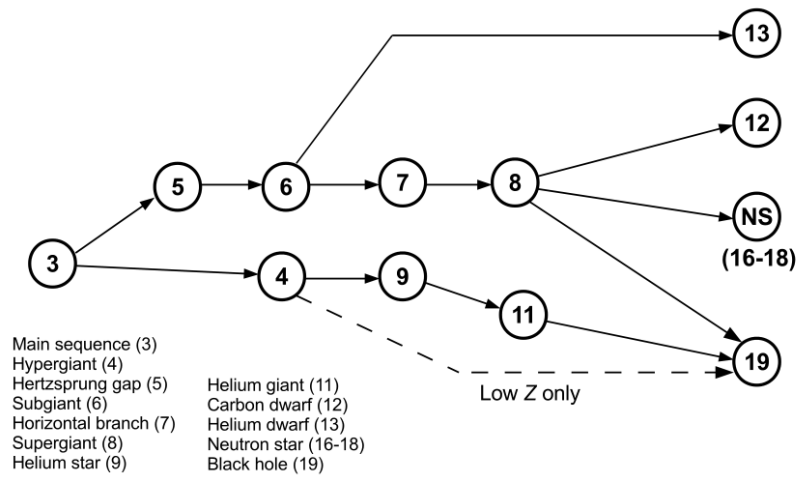 13
12
5
6
7
8
NS
(16-18)
3
4
9
11
19
Low Z only
Main sequence (3)
Hypergiant (4)
Hertzsprung gap (5)
Subgiant (6)
Horizontal branch (7)
Supergiant (8)
Helium star (9)
Helium giant (11)
Carbon dwarf (12)
Helium dwarf (13)
Neutron star (16-18)
Black hole (19)